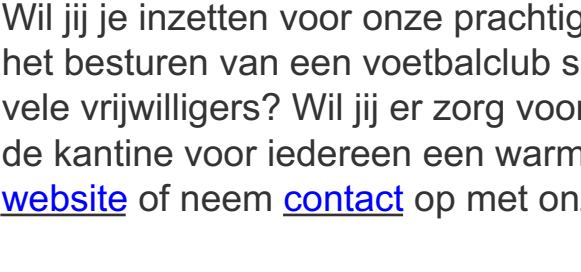 Wil jij je inzetten voor onze prachtig
het besturen van een voetbalclub s
vele vrijwilligers? Wil jij er zorg voor
de kantine voor iedereen een warm
website of neem contact op met on